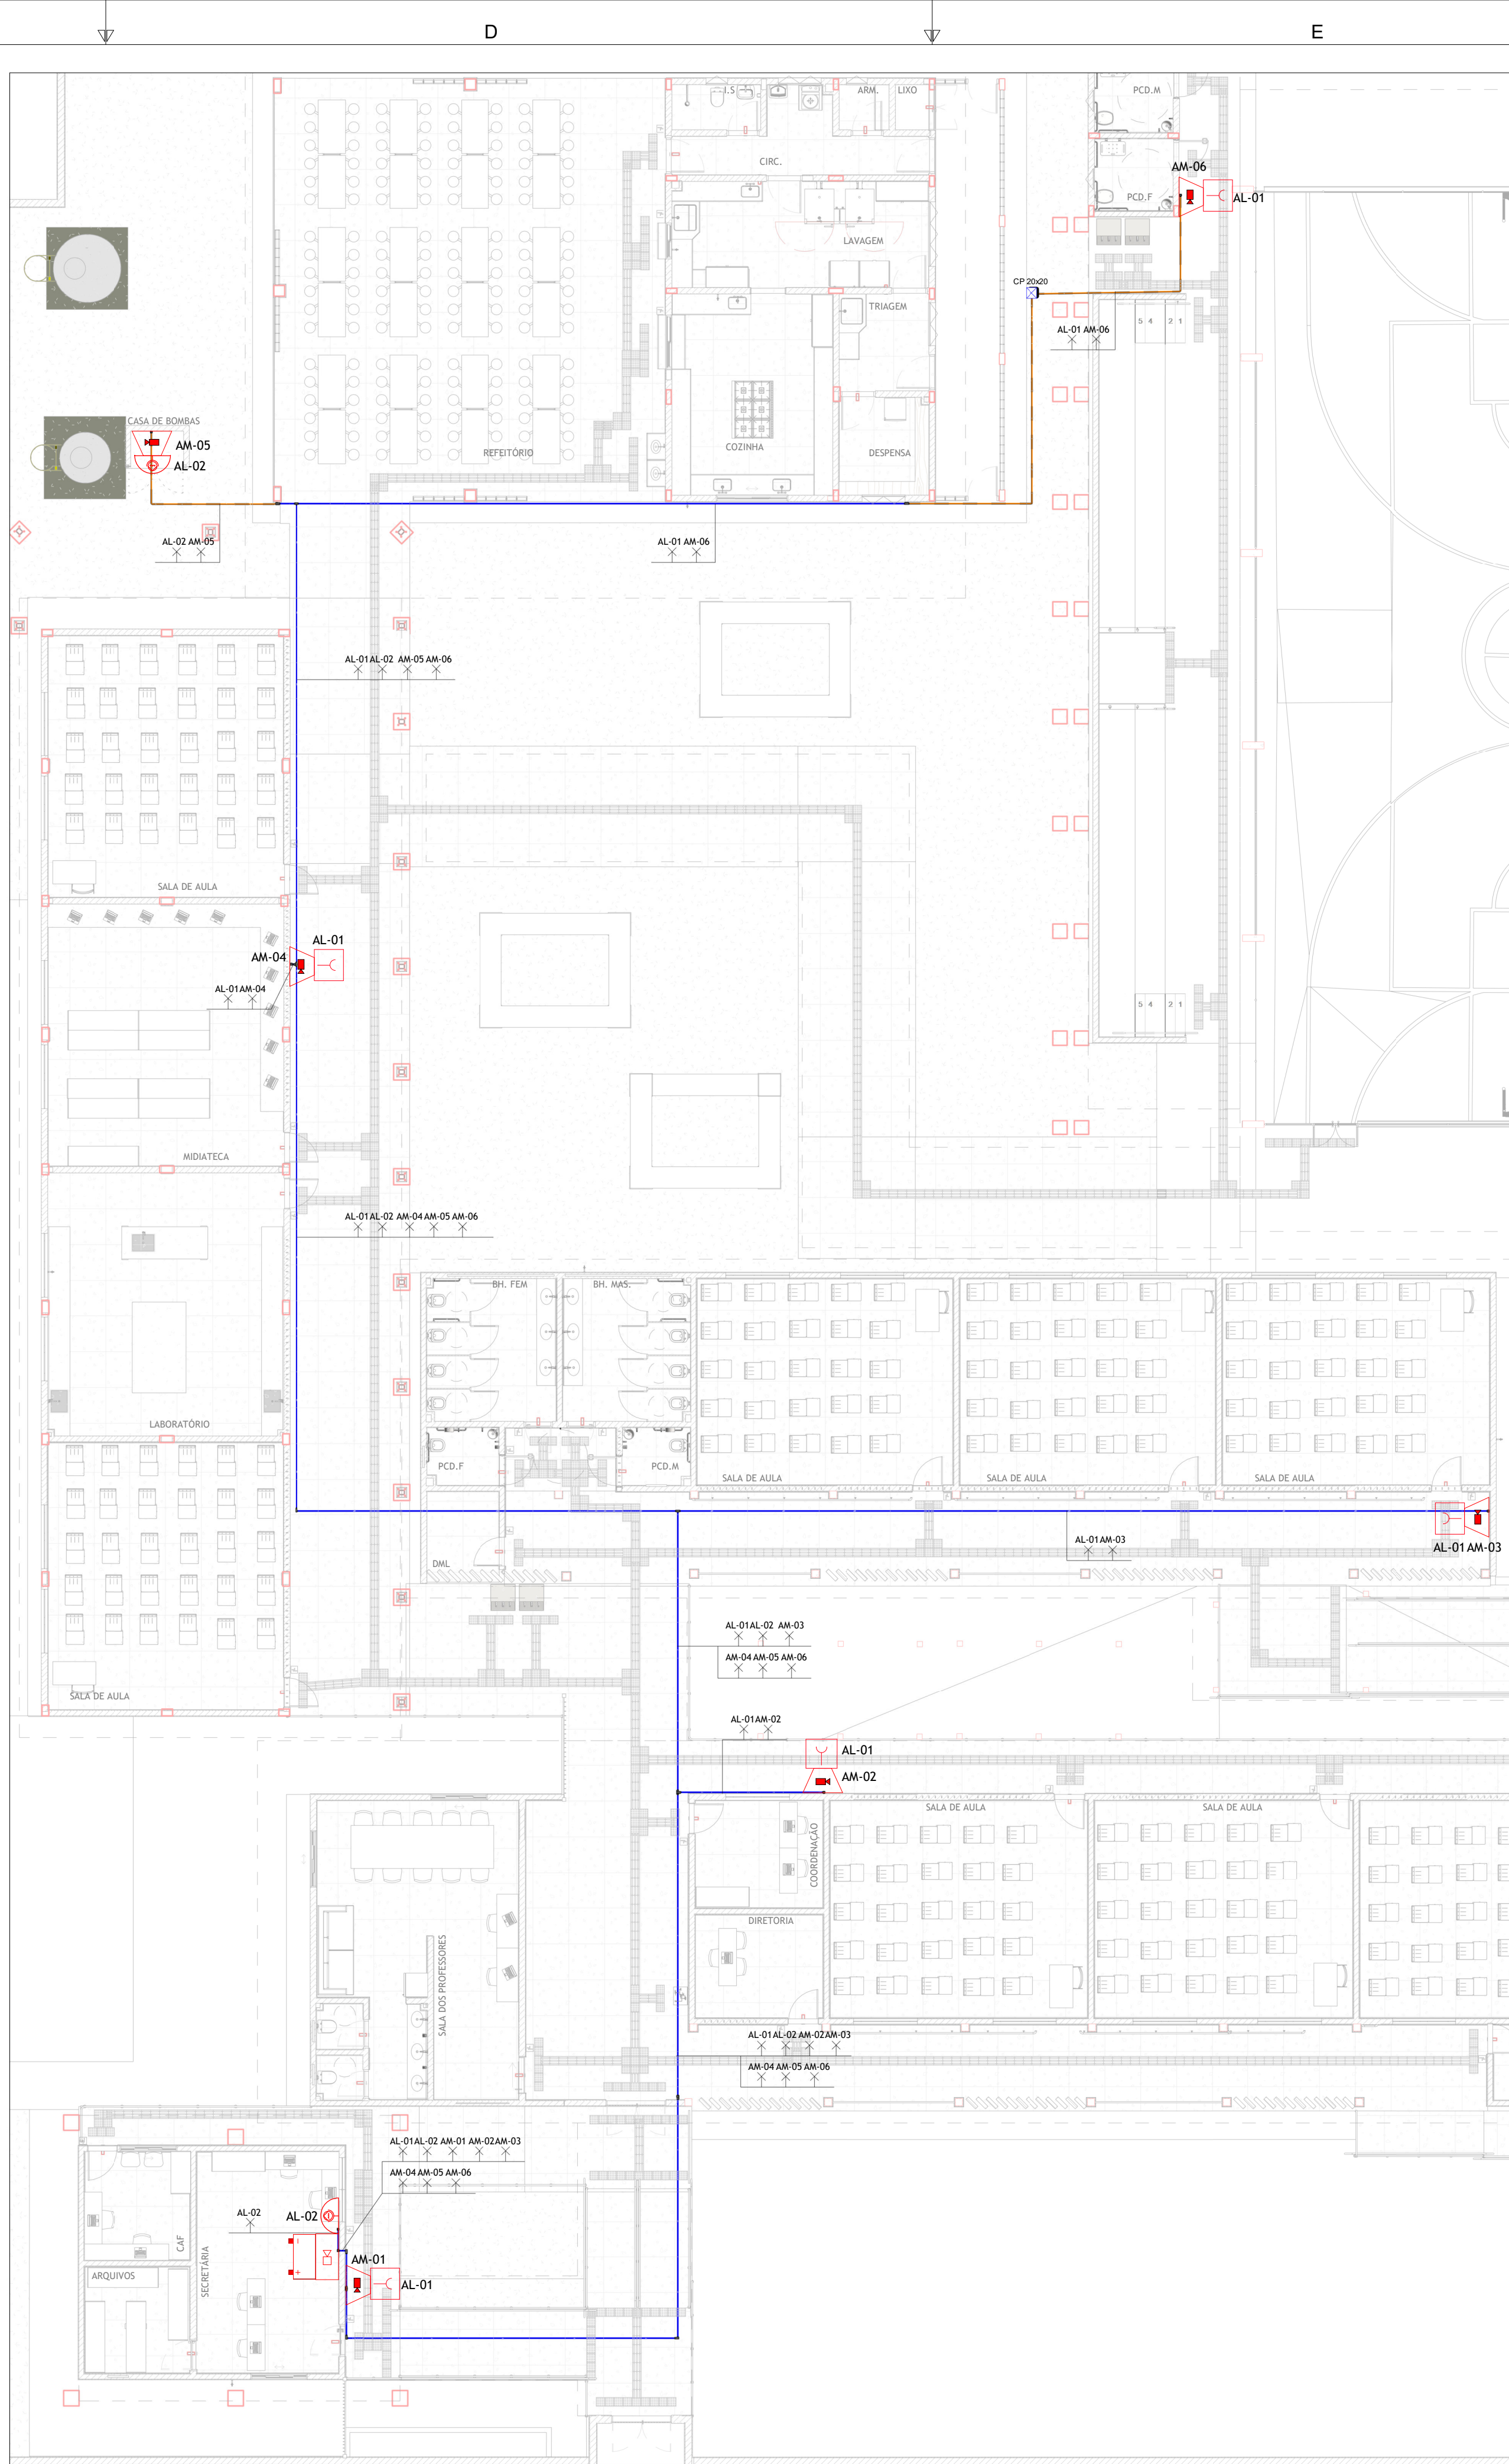 D
E
I.S
ARM.
LIXO
PCD.M
CIRC.
AM-06
PCD.F
AL-01
LAVAGEM
CP 20x20
TRIAGEM
5 4 2 1
AL-01 AM-06
CASA DE BOMBAS
AM-05
AL-02
REFEITÓRIO
COZINHA
DESPENSA
AL-02 AM-05
AL-01 AM-06
AL-01 AL-02 AM-05 AM-06
SALA DE AULA
AL-01
AM-04
AL-01 AM-04
5 4 2 1
MIDIATECA
AL-01 AL-02 AM-04 AM-05 AM-06
BH. FEM
BH. MAS.
LABORATÓRIO
PCD.F
PCD.M
SALA DE AULA
SALA DE AULA
SALA DE AULA
AL-01 AM-03
AL-01 AM-03
DML
AL-01 AL-02 AM-03
AM-04 AM-05 AM-06
SALA DE AULA
AL-01 AM-02
AL-01
AM-02
SALA DE AULA
SALA DE AULA
COORDENAÇÃO
DIRETORIA
SALA DOS PROFESSORES
AL-01 AL-02 AM-02 AM-03
AM-04 AM-05 AM-06
AL-01 AL-02 AM-01 AM-02 AM-03
AM-04 AM-05 AM-06
AL-02
AL-02
CAF
SECRETÁRIA
AM-01
ARQUIVOS
AL-01